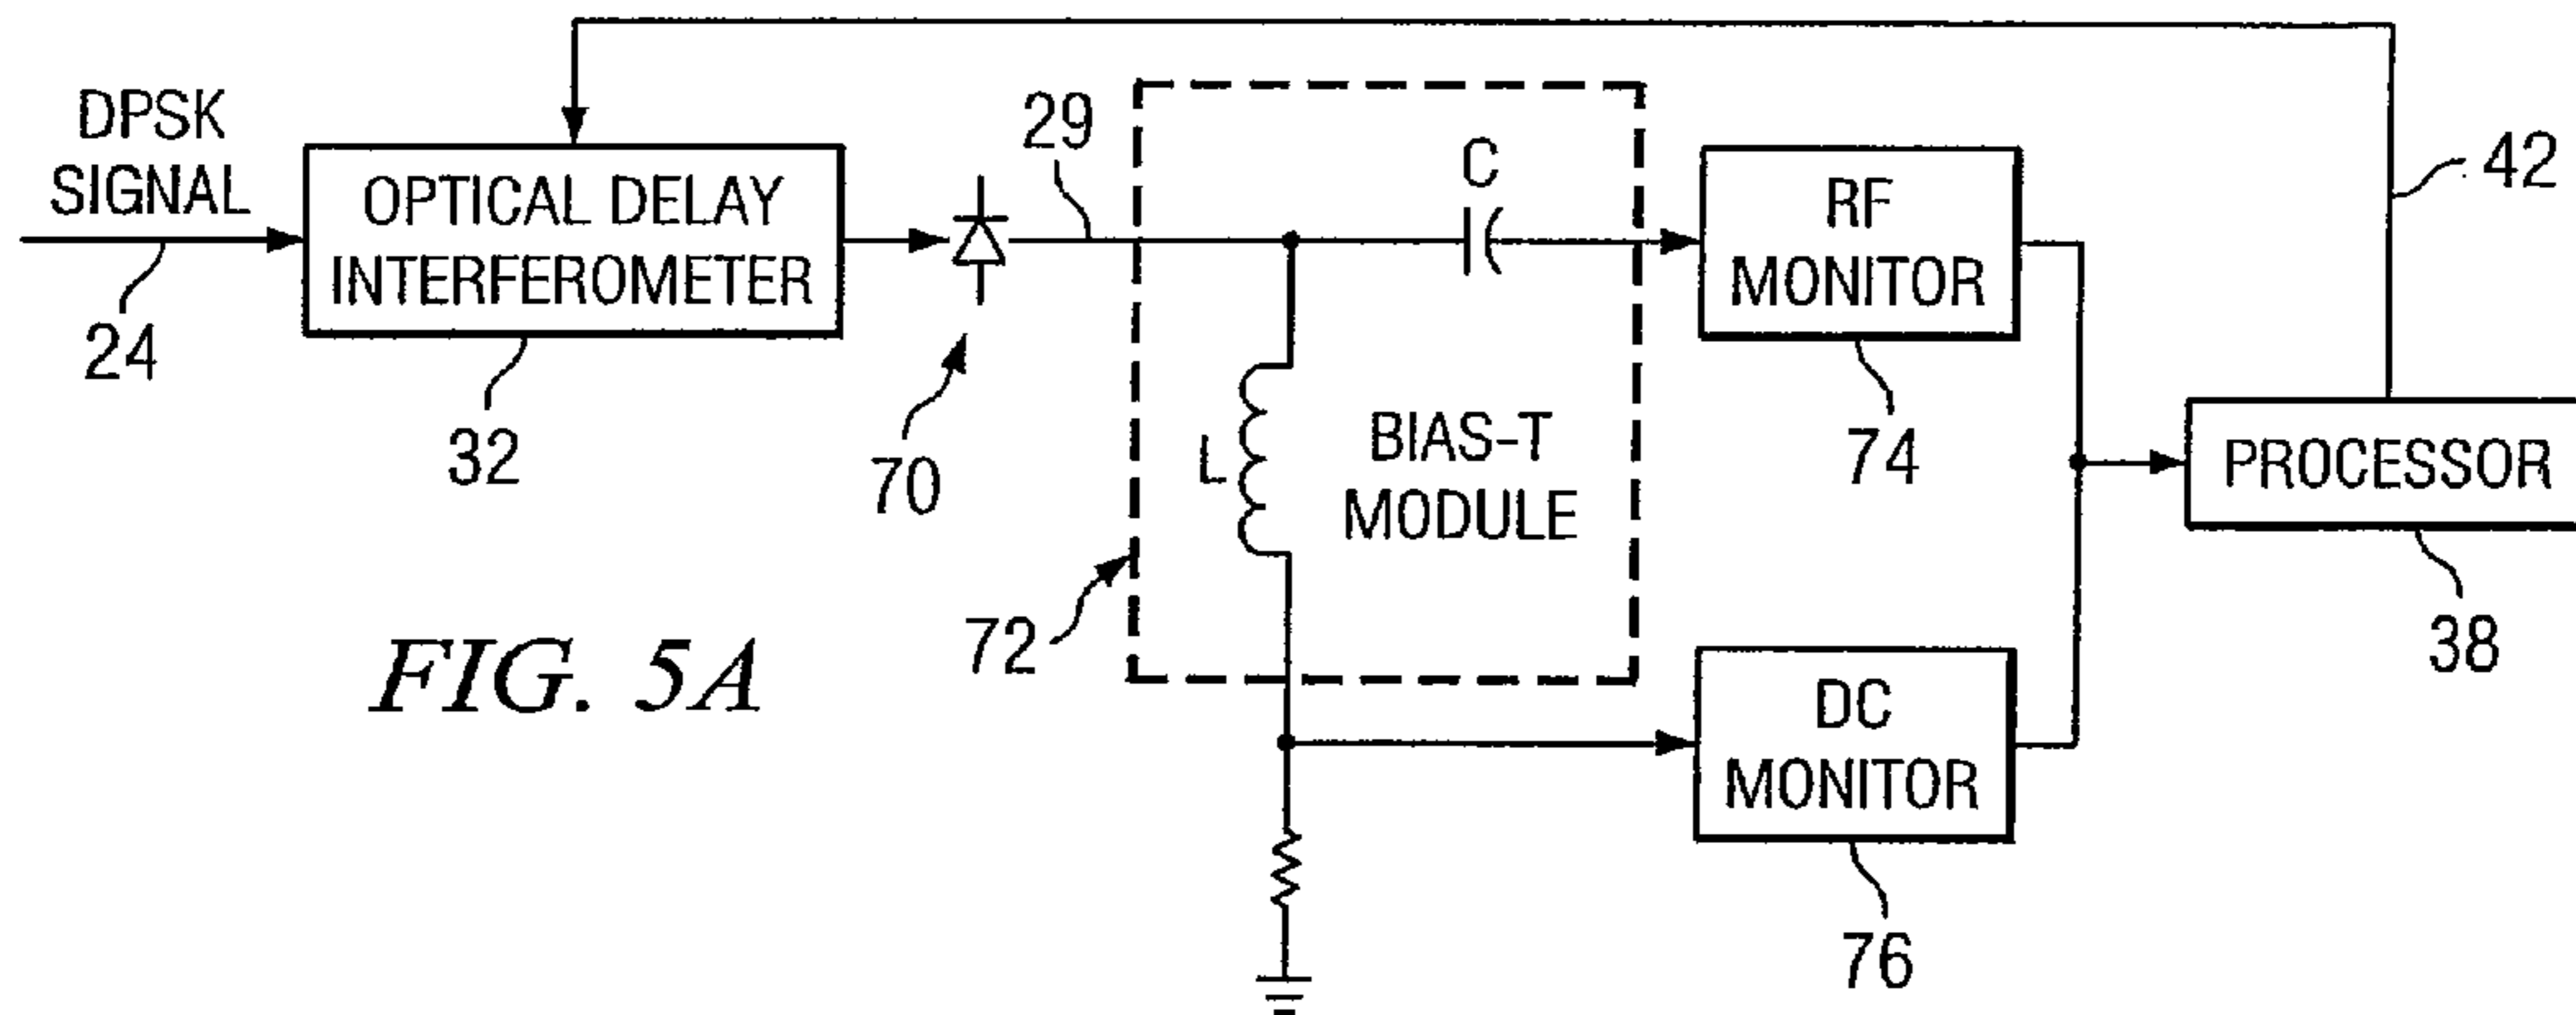 DPSK
SIGNAL
24
OPTICAL DELAY
INTERFEROMETER
32
70
29
C
L
BIAS-T
MODULE
72
RF
MONITOR
74
DC
MONITOR
76
42
PROCESSOR
38
FIG. 5A